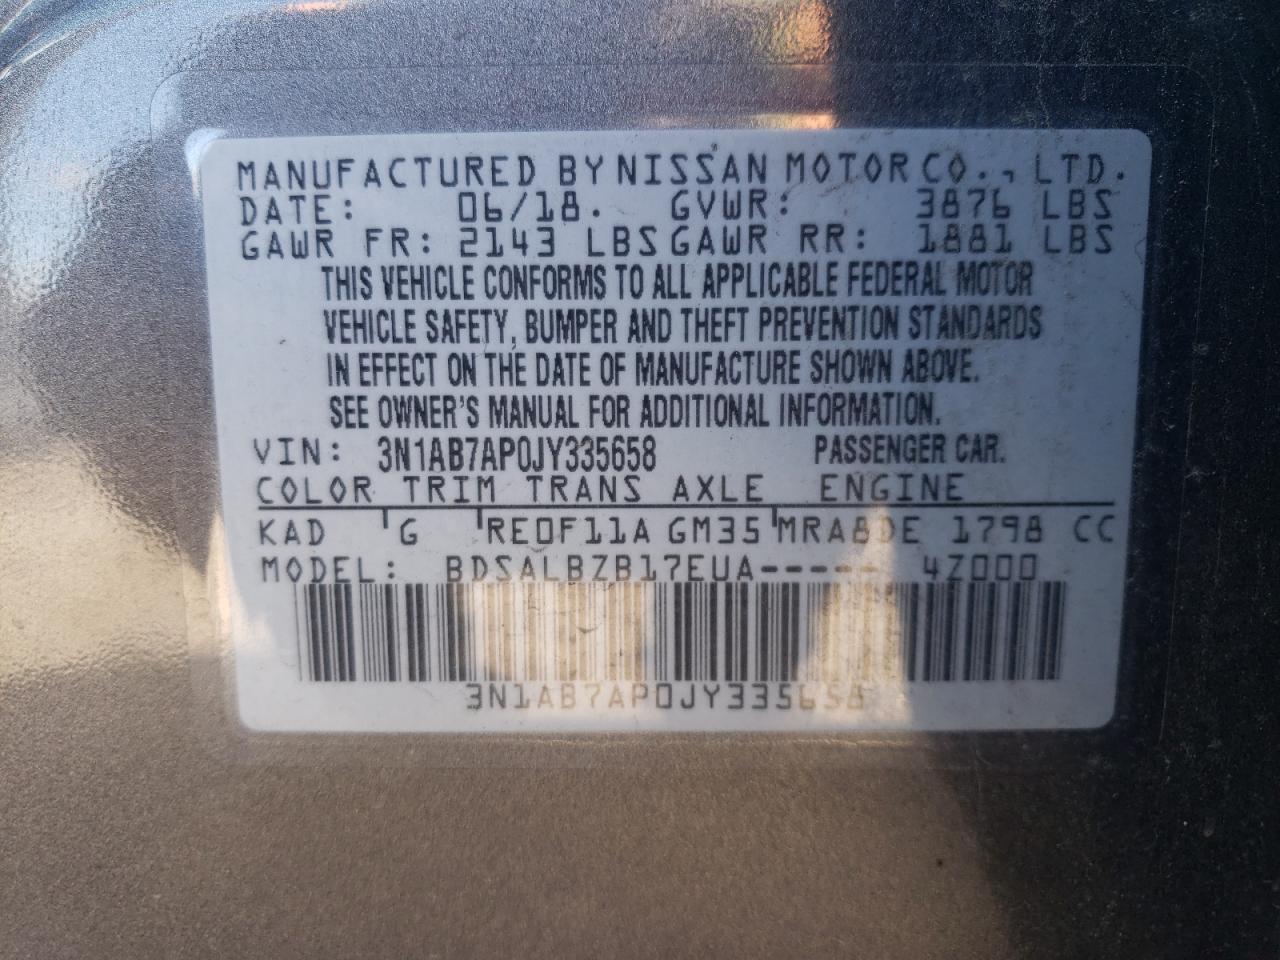 MANUFACTURED BY NISSAN MOTOR CO., LTD.
DATE: 06/18. GVWR: 3876 LBS
GAWR FR: 2143 LBS GAWR RR: 1881 LBS
THIS VEHICLE CONFORMS TO ALL APPLICABLE FEDERAL MOTOR
VEHICLE SAFETY, BUMPER AND THEFT PREVENTION STANDARDS
IN EFFECT ON THE DATE OF MANUFACTURE SHOWN ABOVE.
SEE OWNER'S MANUAL FOR ADDITIONAL INFORMATION.
VIN: 3N1AB7AP0JY335658 PASSENGER CAR.
COLOR TRIM TRANS AXLE ENGINE
KAD G RE0F11A GM35 MRA8DE 1798 CC
MODEL: BDSALBZB17EUA----- 4Z000
3N1AB7AP0JY335658